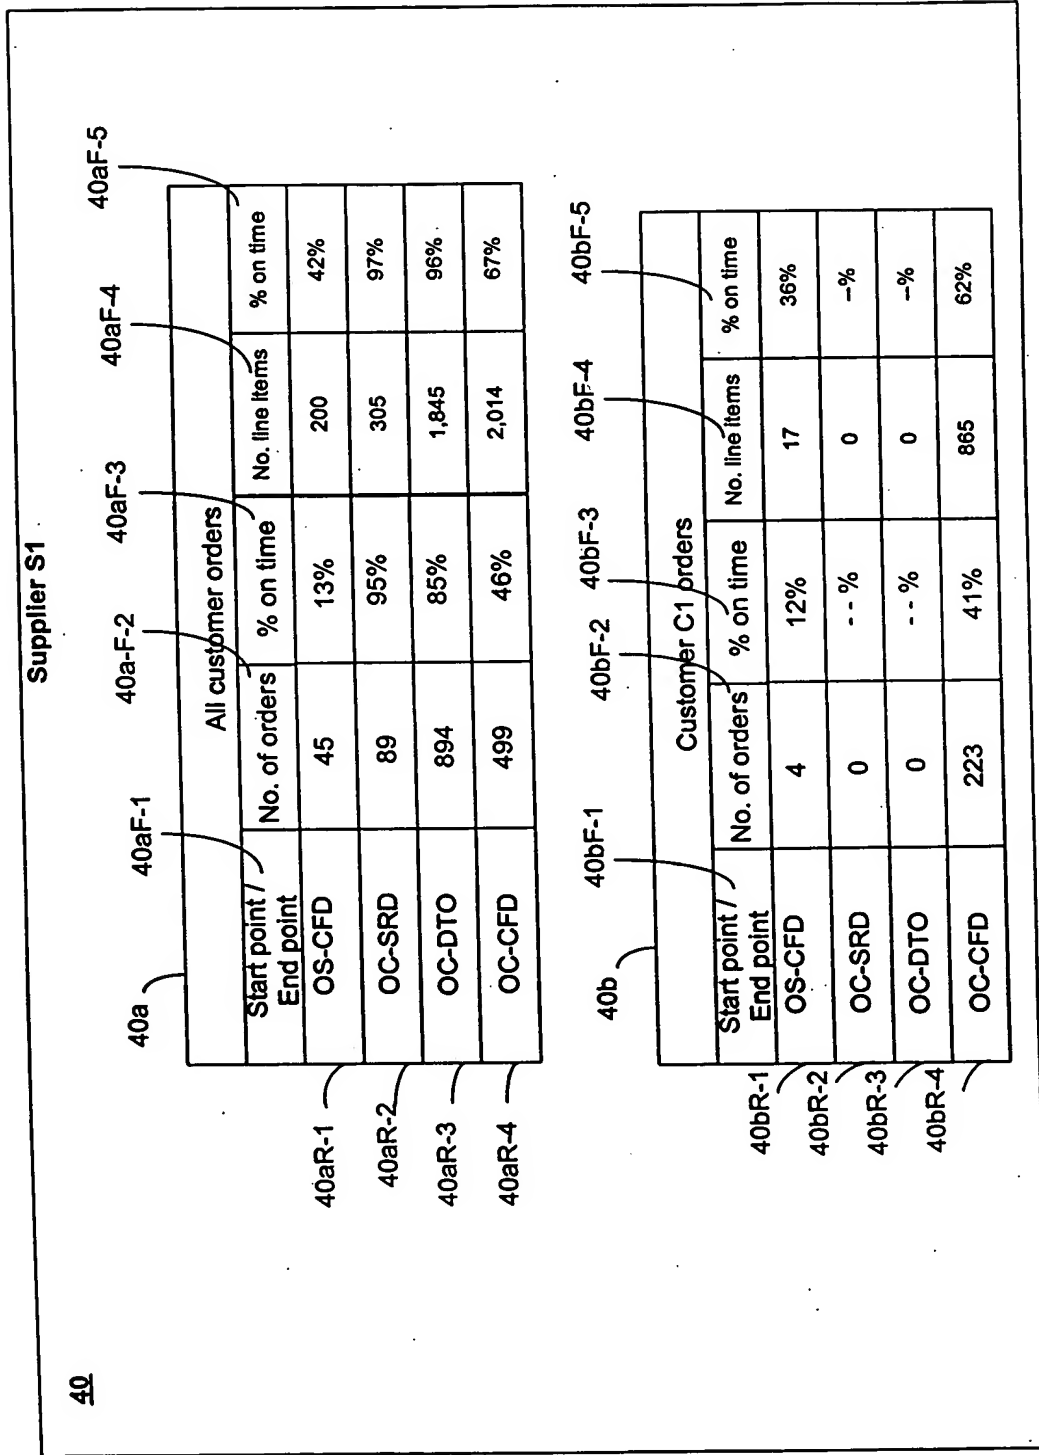 40
Supplier S1
40a
40aF-1
40a-F-2
40aF-3
40aF-4
40aF-5
All customer orders
Start point / End point No. of orders % on time No. line items % on time
40aR-1 OS-CFD 45 13% 200 42%
40aR-2 OC-SRD 89 95% 305 97%
40aR-3 OC-DTO 894 85% 1,845 96%
40aR-4 OC-CFD 499 46% 2,014 67%
40b
40bF-1
40bF-2
40bF-3
40bF-4
40bF-5
Customer C1 orders
Start point / End point No. of orders % on time No. line items % on time
40bR-1 OS-CFD 4 12% 17 36%
40bR-2 OC-SRD 0 - - % 0 --%
40bR-3 OC-DTO 0 - - % 0 --%
40bR-4 OC-CFD 223 41% 865 62%